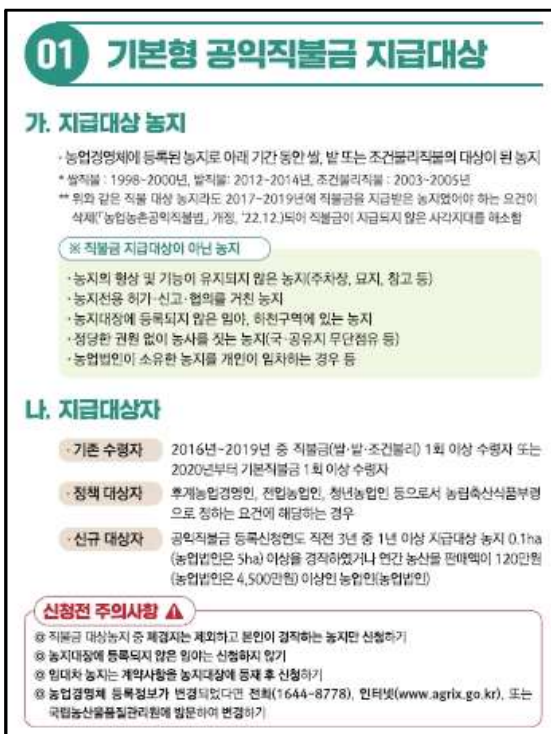 01 기본형 공익직불금 지급대상
가. 지급대상 농지
· 농업경영체에 등록된 농지로 아래 기간 동안 쌀, 밭 또는 조건불리직불의 대상이 된 농지
* 쌀직불 : 1998~2000년, 밭직불: 2012~2014년, 조건불리직불 : 2003~2005년
** 위와 같은 직불 대상 농지라도 2017~2019년에 직불금을 지급받은 농지였어야 하는 요건이
삭제(「농업농촌공익직불법」 개정, '22.12.)되어 직불금이 지급되지 않은 사각지대를 해소함
※ 직불금 지급대상이 아닌 농지
· 농지의 형상 및 기능이 유지되지 않은 농지(주차장, 묘지, 창고 등)
· 농지전용 허가·신고·협의를 거친 농지
· 농지대장에 등록되지 않은 임야, 하천구역에 있는 농지
· 정당한 권원 없이 농사를 짓는 농지(국·공유지 무단점유 등)
· 농업법인이 소유한 농지를 개인이 임차하는 경우 등
나. 지급대상자
· 기존 수령자 2016년~2019년 중 직불금(쌀·밭·조건불리) 1회 이상 수령자 또는
2020년부터 기본직불금 1회 이상 수령자
· 정책 대상자 후계농업경영인, 전업농업인, 청년농업인 등으로서 농림축산식품부령
으로 정하는 요건에 해당하는 경우
· 신규 대상자 공익직불금 등록신청연도 직전 3년 중 1년 이상 지급대상 농지 0.1ha
(농업법인은 5ha) 이상을 경작하였거나 연간 농산물 판매액이 120만원
(농업법인은 4,500만원) 이상인 농업인(농업법인)
신청전 주의사항
◎ 직불금 대상농지 중 폐경지는 제외하고 본인이 경작하는 농지만 신청하기
◎ 농지대장에 등록되지 않은 임야는 신청하지 않기
◎ 임대차 농지는 계약사항을 농지대장에 등재 후 신청하기
◎ 농업경영체 등록정보가 변경되었다면 전화(1644-8778), 인터넷(www.agrix.go.kr), 또는
국립농산물품질관리원에 방문하여 변경하기